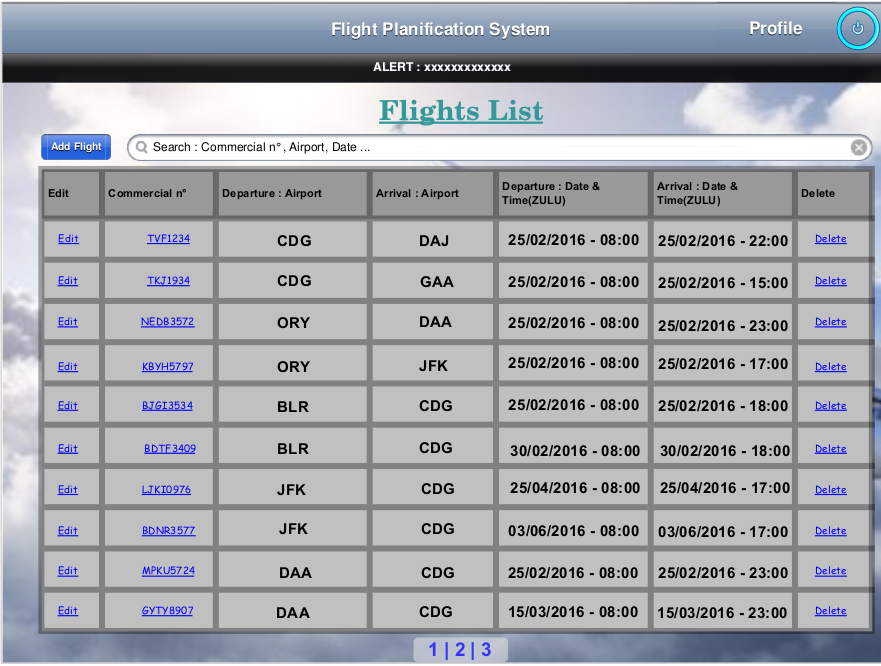 Flight Planification System
Profile
ALERT : xxxxxxxxxxxxx
Flights List
Add Flight
Search : Commercial n° , Airport, Date ...
Edit Commercial n° Departure : Airport Arrival : Airport Departure : Date & Time(ZULU) Arrival : Date & Time(ZULU) Delete
Edit TVF1234 CDG DAJ 25/02/2016 - 08:00 25/02/2016 - 22:00 Delete
Edit TKJ1934 CDG GAA 25/02/2016 - 08:00 25/02/2016 - 15:00 Delete
Edit NEDB3572 ORY DAA 25/02/2016 - 08:00 25/02/2016 - 23:00 Delete
Edit KBYH5797 ORY JFK 25/02/2016 - 08:00 25/02/2016 - 17:00 Delete
Edit BJGI3534 BLR CDG 25/02/2016 - 08:00 25/02/2016 - 18:00 Delete
Edit BDTF3409 BLR CDG 30/02/2016 - 08:00 30/02/2016 - 18:00 Delete
Edit LJKI0976 JFK CDG 25/04/2016 - 08:00 25/04/2016 - 17:00 Delete
Edit BDNR3577 JFK CDG 03/06/2016 - 08:00 03/06/2016 - 17:00 Delete
Edit MPKU5724 DAA CDG 25/02/2016 - 08:00 25/02/2016 - 23:00 Delete
Edit GYTY8907 DAA CDG 15/03/2016 - 08:00 15/03/2016 - 23:00 Delete
1 | 2 | 3